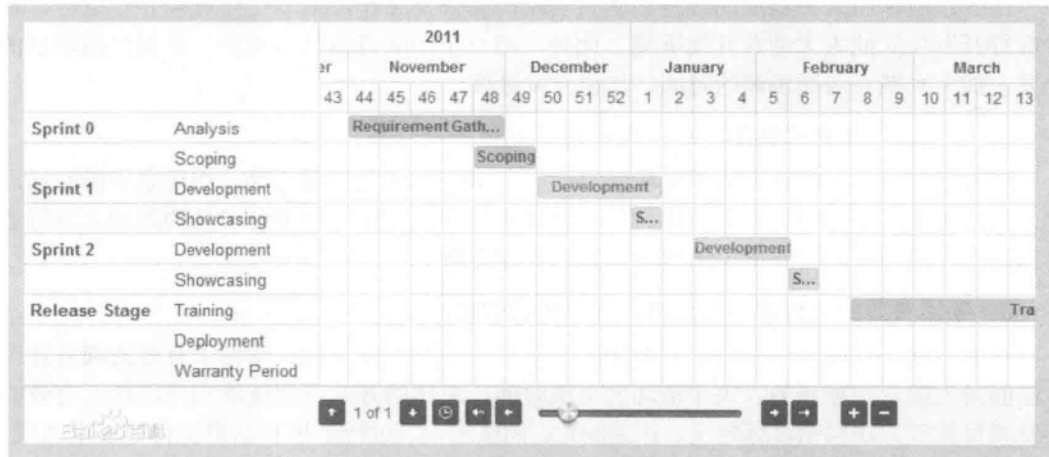 2011
er November December January February March
43 44 45 46 47 48 49 50 51 52 1 2 3 4 5 6 7 8 9 10 11 12 13
Sprint 0 Analysis Requirement Gath...
Scoping Scoping
Sprint 1 Development Development
Showcasing S...
Sprint 2 Development Development
Showcasing S...
Release Stage Training Tra
Deployment
Warranty Period
1 of 1